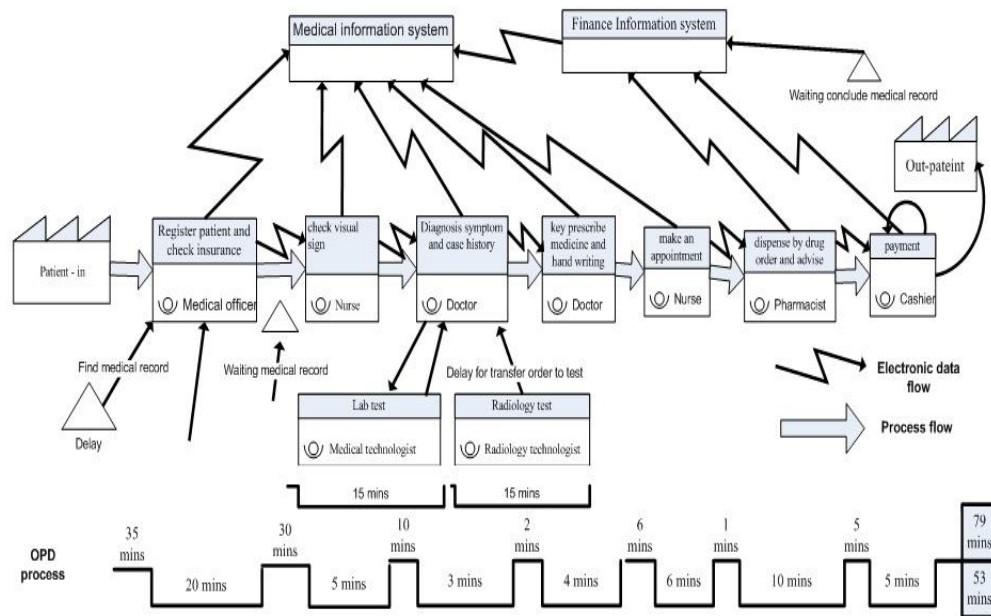 Medical information system
Finance Information system
Waiting conclude medical record
Out-pateint
Patient - in
Register patient and
check insurance
Medical officer
check visual
sign
Nurse
Diagnosis symptom
and case history
Doctor
key prescribe
medicine and
hand writing
Doctor
make an
appointment
Nurse
dispense by drug
order and advise
Pharmacist
payment
Cashier
Find medical record
Delay
Waiting medical record
Delay for transfer order to test
Lab test
Medical technologist
Radiology test
Radiology technologist
Electronic data
flow
Process flow
15 mins
15 mins
OPD
process
35
mins
20 mins
30
mins
5 mins
10
mins
3 mins
2
mins
4 mins
6
mins
6 mins
1
mins
10 mins
5
mins
5 mins
79
mins
53
mins